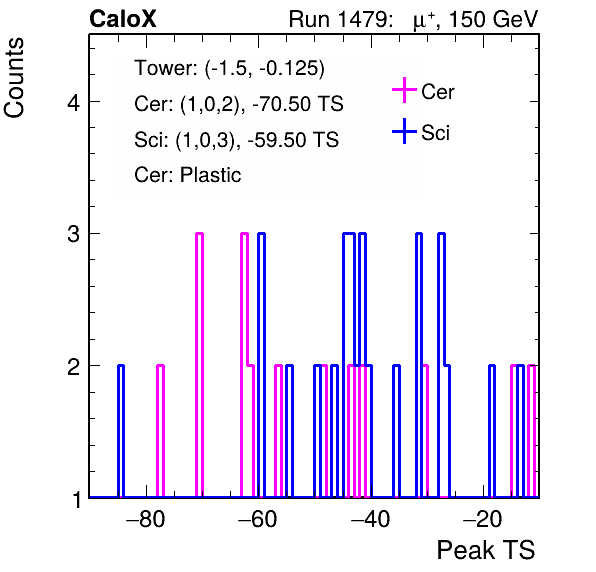 CaloX Run 1479: μ⁺, 150 GeV
Counts
Tower: (-1.5, -0.125)
Cer: (1,0,2), -70.50 TS
Sci: (1,0,3), -59.50 TS
Cer: Plastic
Cer
Sci
4
3
2
1
−80 −60 −40 −20
Peak TS